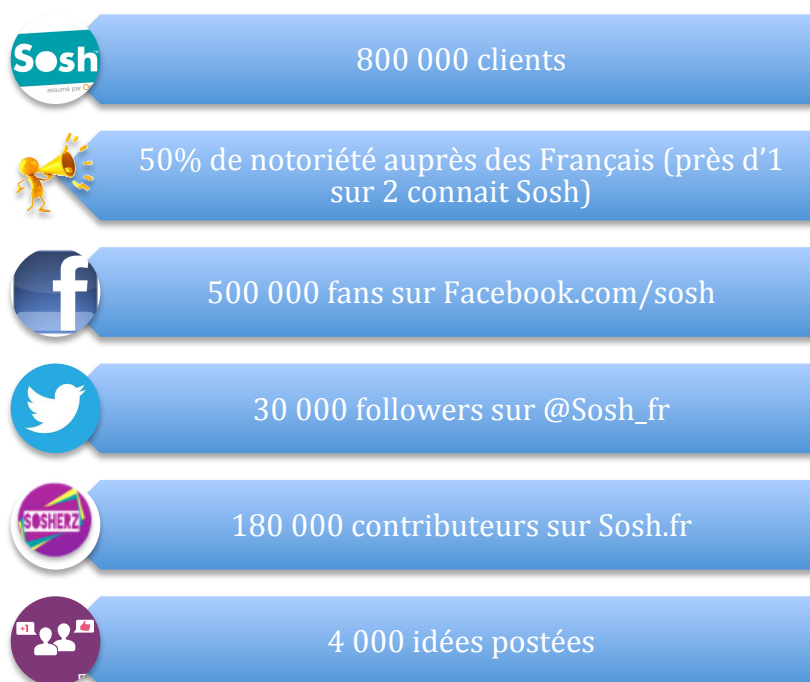 Sosh
assumé par
800 000 clients
50% de notoriété auprès des Français (près d’1
sur 2 connait Sosh)
f
500 000 fans sur Facebook.com/sosh
30 000 followers sur @Sosh_fr
SOSHERZ
180 000 contributeurs sur Sosh.fr
+1
4 000 idées postées